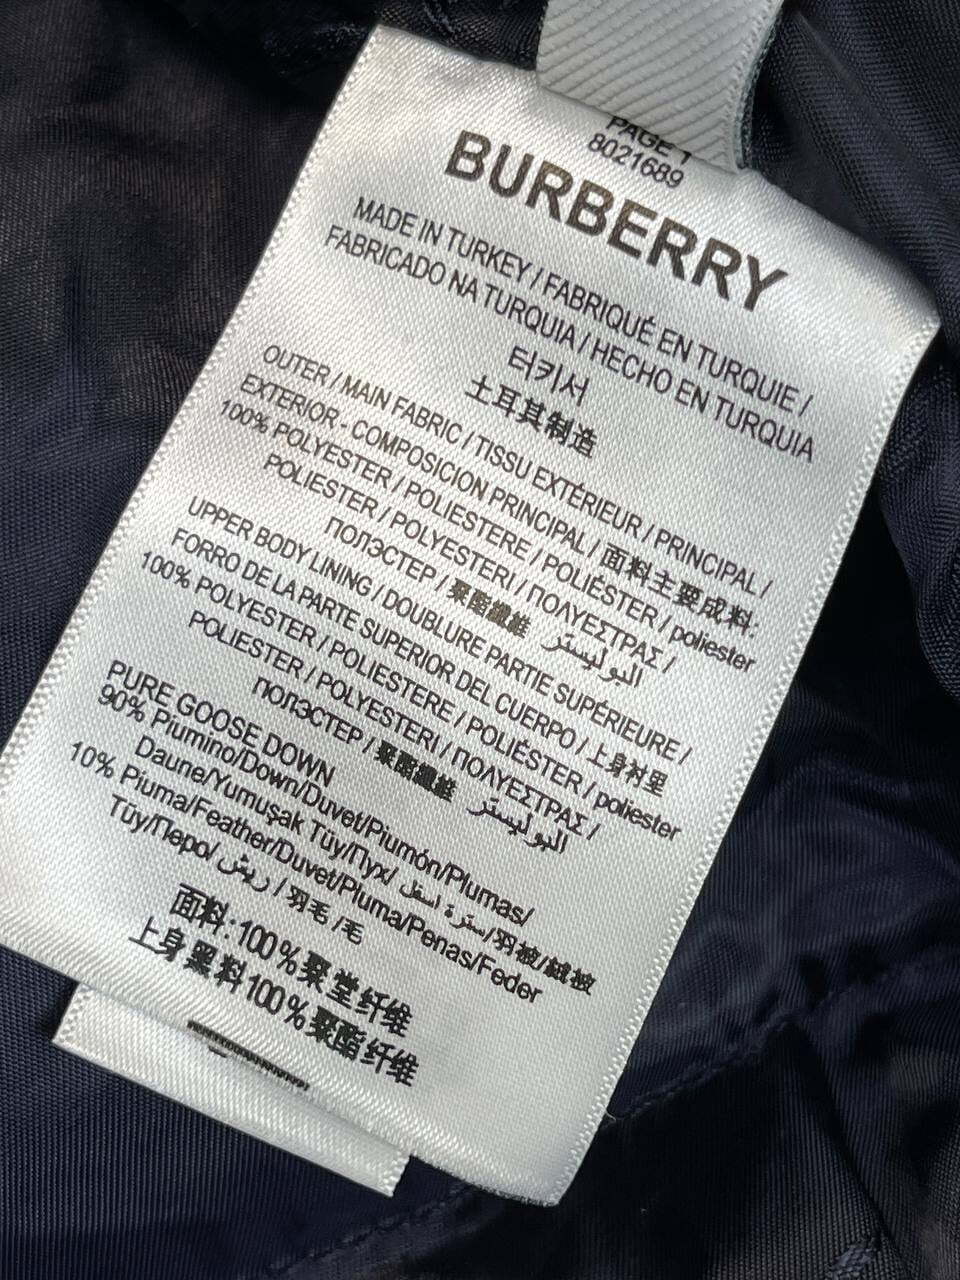 PAGE 1
8021689
BURBERRY
MADE IN TURKEY / FABRIQUÉ EN TURQUIE /
FABRICADO NA TURQUIA / HECHO EN TURQUIA
터키서
土耳其制造
OUTER / MAIN FABRIC / TISSU EXTÉRIEUR / PRINCIPAL /
EXTERIOR - COMPOSICION PRINCIPAL / 面料主要成料:
100% POLYESTER / POLIESTERE / POLIÉSTER / poliester
POLIESTER / POLYESTERI / ΠΟΛΥΕΣΤΡΑΣ /
ПОЛЭСТЕР / 聚酯纖維 البوليستر
UPPER BODY LINING / DOUBLURE PARTIE SUPÉRIEURE /
FORRO DE LA PARTE SUPERIOR DEL CUERPO / 上身衬里
100% POLYESTER / POLIESTERE / POLIÉSTER / poliester
POLIESTER / POLYESTERI / ΠΟΛΥΕΣΤΡΑΣ /
ПОЛЭСТЕР / 聚酯纖維 البوليستر
PURE GOOSE DOWN
90% Piumino/Down/Duvet/Piumón/Plumas/
Daune/Yumuşak Tüy/Пух/ سترة اسفل /羽被/絨被
10% Piuma/Feather/Duvet/Pluma/Penas/Feder
Tüy/Перо/ ريش / 羽毛 / 毛
面料:100%聚堂纤维
上身黑料100%聚酯纤维